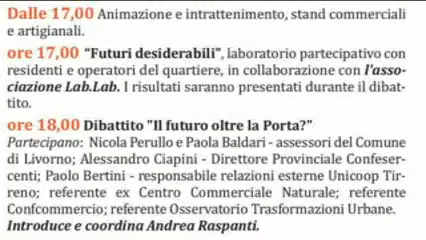 Dalle 17,00 Animazione e intrattenimento, stand commerciali
e artigianali.
ore 17,00 "Futuri desiderabili", laboratorio partecipativo con
residenti e operatori del quartiere, in collaborazione con l'asso-
ciazione Lab.Lab. I risultati saranno presentati durante il dibat-
tito.
ore 18,00 Dibattito "Il futuro oltre la Porta?"
Partecipano: Nicola Perullo e Paola Baldari - assessori del Comune
di Livorno; Alessandro Ciapini - Direttore Provinciale Confeser-
centi; Paolo Bertini - responsabile relazioni esterne Unicoop Tir-
reno; referente ex Centro Commerciale Naturale; referente
Confcommercio; referente Osservatorio Trasformazioni Urbane.
Introduce e coordina Andrea Raspanti.